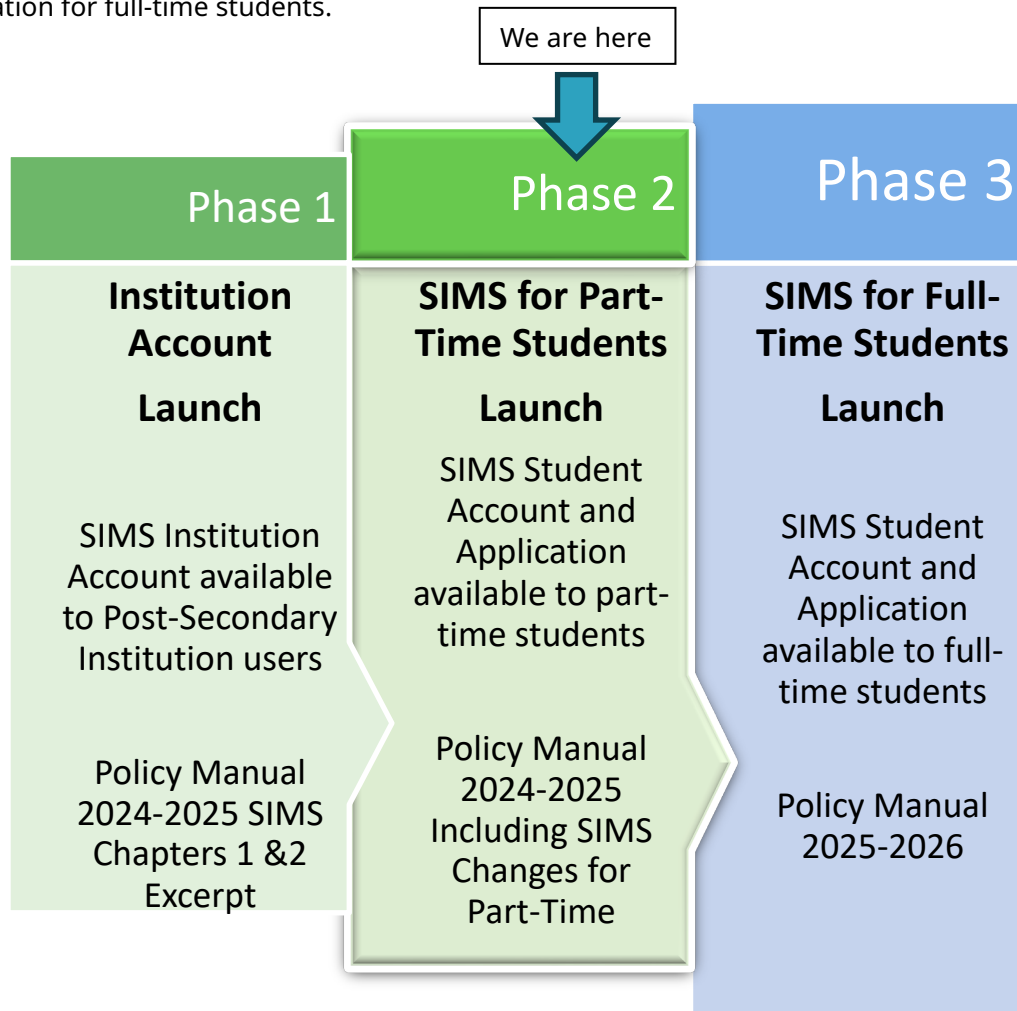 ation for full-time students.
We are here
Phase 1
Institution
Account
Launch
SIMS Institution
Account available
to Post-Secondary
Institution users
Policy Manual
2024-2025 SIMS
Chapters 1 &2
Excerpt
Phase 2
SIMS for Part-
Time Students
Launch
SIMS Student
Account and
Application
available to part-
time students
Policy Manual
2024-2025
Including SIMS
Changes for
Part-Time
Phase 3
SIMS for Full-
Time Students
Launch
SIMS Student
Account and
Application
available to full-
time students
Policy Manual
2025-2026